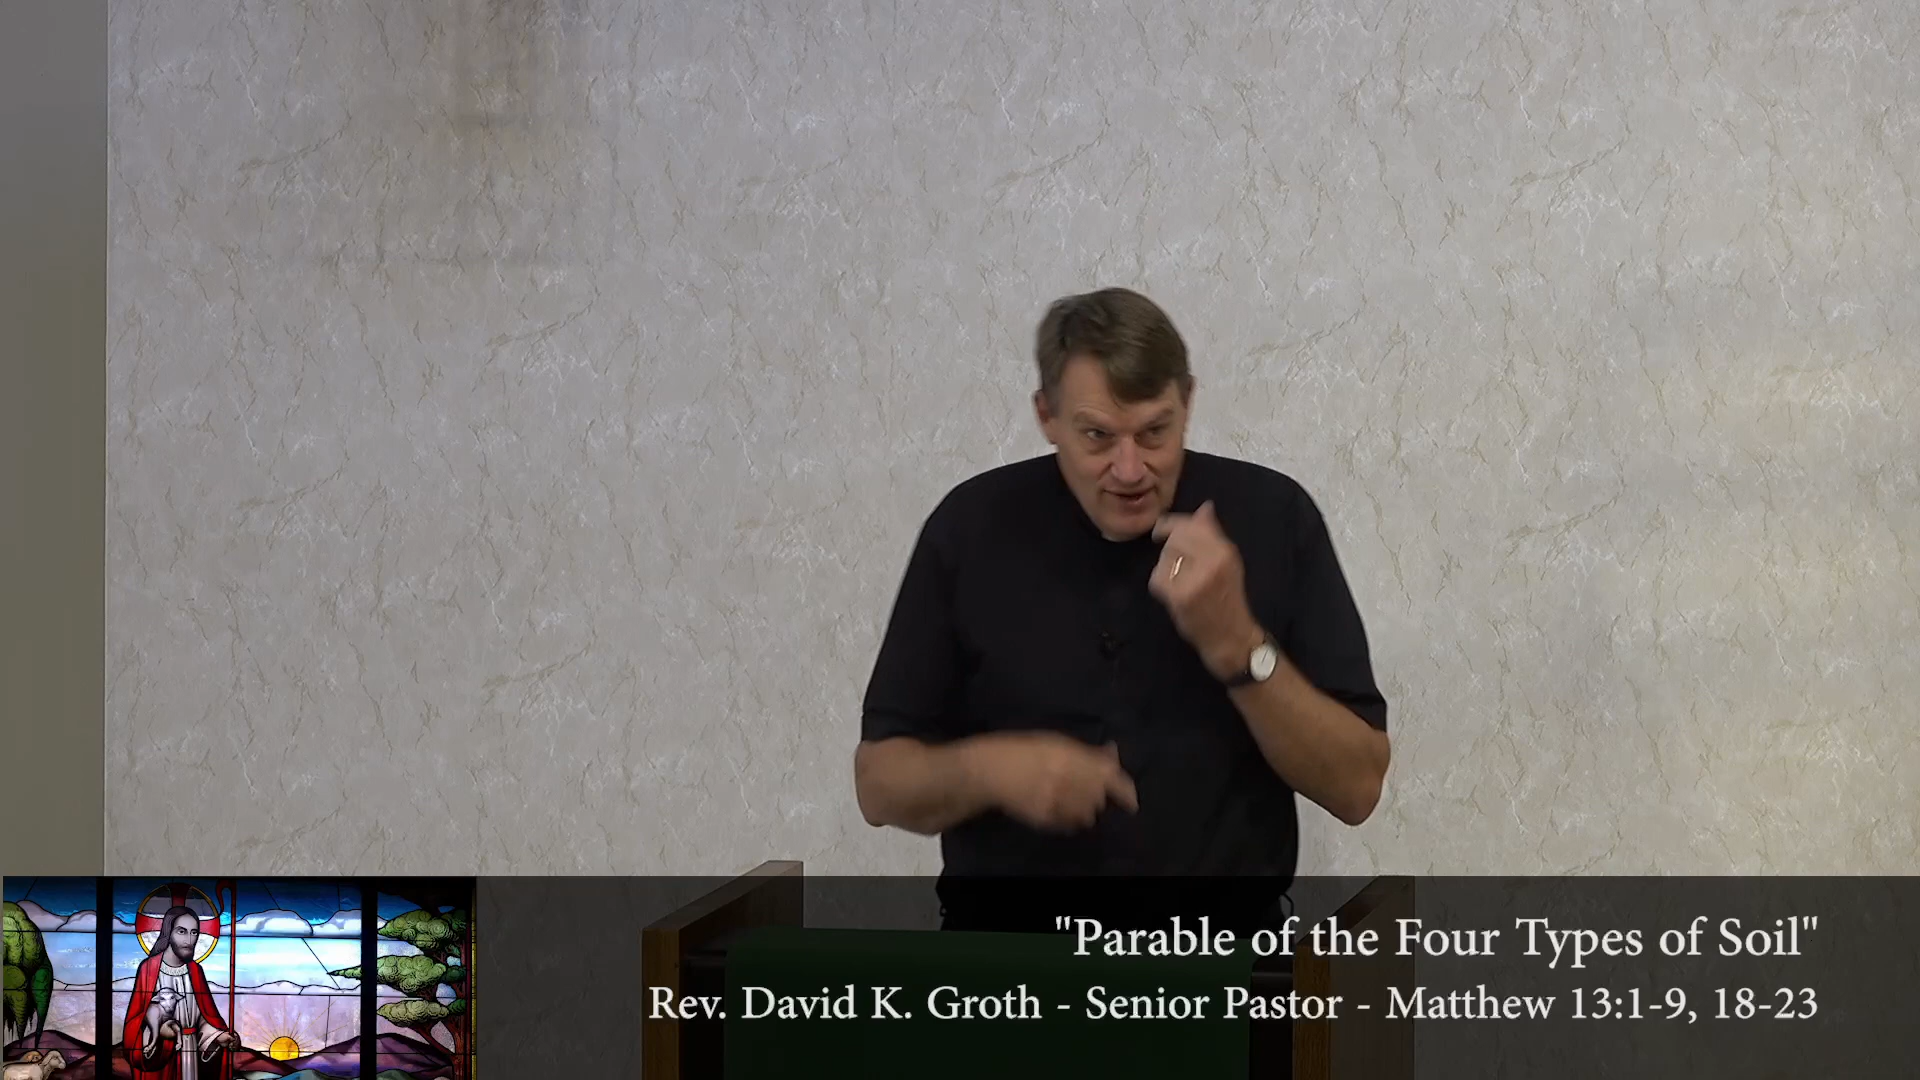 "Parable of the Four Types of Soil"
Rev. David K. Groth - Senior Pastor - Matthew 13:1-9, 18-23